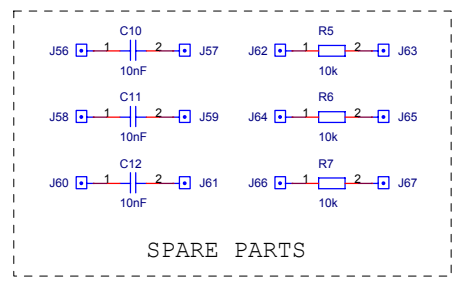 C10 R5
J56 1 2 J57 J62 1 2 J63
10nF 10k
C11 R6
J58 1 2 J59 J64 1 2 J65
10nF 10k
C12 R7
J60 1 2 J61 J66 1 2 J67
10nF 10k
SPARE PARTS